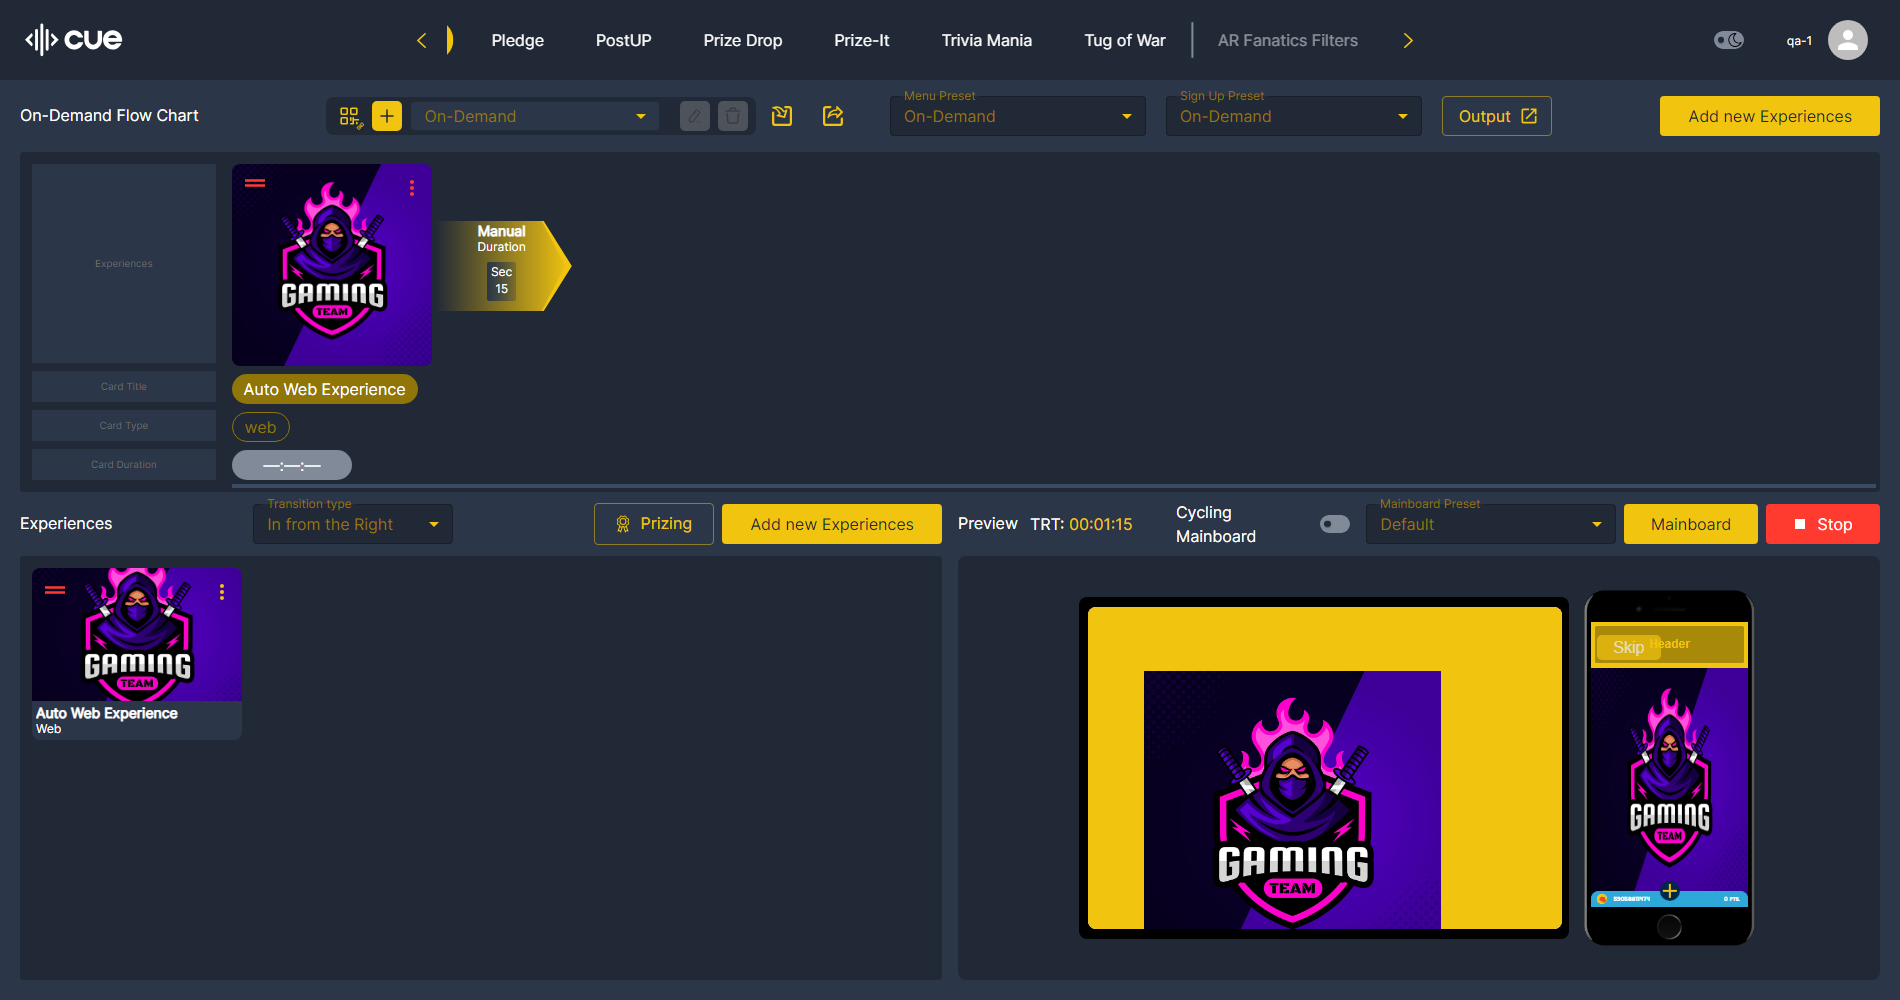 cue
Pledge
PostUP
Prize Drop
Prize-It
Trivia Mania
Tug of War
AR Fanatics Filters
qa-1
On-Demand Flow Chart
On-Demand
Menu Preset
On-Demand
Sign Up Preset
On-Demand
Output
Add new Experiences
Experiences
GAMING
TEAM
Manual
Duration
Sec
15
Card Title
Auto Web Experience
Card Type
web
Card Duration
—:—:—
Experiences
Transition type
In from the Right
Prizing
Add new Experiences
Preview
TRT: 00:01:15
Cycling
Mainboard
Mainboard Preset
Default
Mainboard
Stop
GAMING
TEAM
Auto Web Experience
Web
GAMING
TEAM
Skip
Header
GAMING
TEAM
0 PTS.